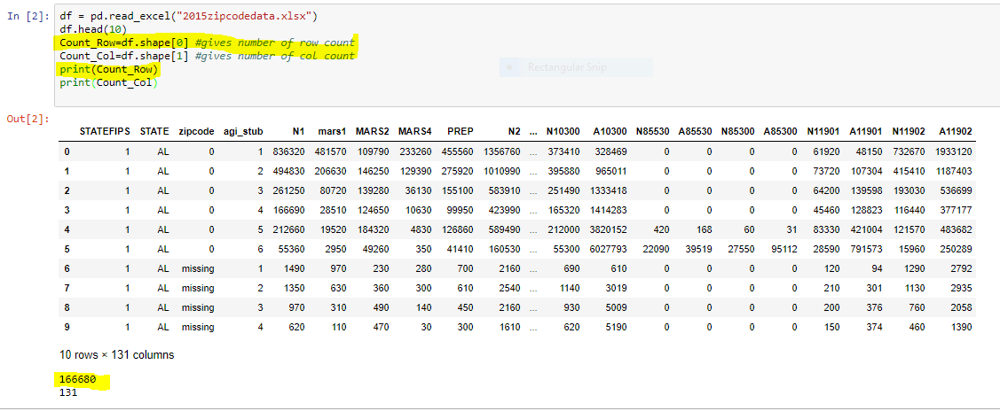 In [2]: df = pd.read_excel("2015zipcodedata.xlsx")
df.head(10)
Count_Row=df.shape[0] #gives number of row count
Count_Col=df.shape[1] #gives number of col count
Rectangular Snip
print(Count_Row)
print(Count_Col)
Out[2]:
STATEFIPS STATE zipcode agi_stub N1 mars1 MARS2 MARS4 PREP N2 ... N10300 A10300 N85530 A85530 N85300 A85300 N11901 A11901 N11902 A11902
0 1 AL 0 1 836320 481570 109790 233260 455560 1356760 ... 373410 328469 0 0 0 0 61920 48150 732670 1933120
1 1 AL 0 2 494830 206630 146250 129390 275920 1010990 ... 395880 965011 0 0 0 0 73720 107304 415410 1187403
2 1 AL 0 3 261250 80720 139280 36130 155100 583910 ... 251490 1333418 0 0 0 0 64200 139598 193030 536699
3 1 AL 0 4 166690 28510 124650 10630 99950 423990 ... 165320 1414283 0 0 0 0 45460 128823 116440 377177
4 1 AL 0 5 212660 19520 184320 4830 126860 589490 ... 212000 3820152 420 168 60 31 83330 421004 121570 483682
5 1 AL 0 6 55360 2950 49260 350 41410 160530 ... 55300 6027793 22090 39519 27550 95112 28590 791573 15960 250289
6 1 AL missing 1 1490 970 230 280 700 2160 ... 690 610 0 0 0 0 120 94 1290 2792
7 1 AL missing 2 1350 630 360 300 610 2540 ... 1140 3019 0 0 0 0 210 301 1130 2935
8 1 AL missing 3 970 310 490 140 450 2160 ... 930 5009 0 0 0 0 200 376 760 2058
9 1 AL missing 4 620 110 470 30 300 1610 ... 620 5190 0 0 0 0 150 374 460 1390
10 rows × 131 columns
166680
131